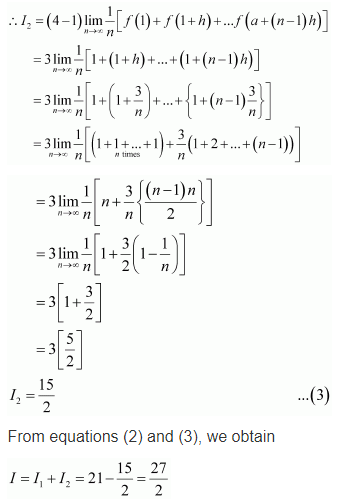 ∴ I₂ = (4−1) lim_{n→∞} 1/n [f(1) + f(1+h) + ...f(a+(n−1)h]
= 3 lim_{n→∞} 1/n [1+(1+h)+...+(1+(n−1)h)]
= 3 lim_{n→∞} 1/n [1+(1+3/n)+...+{1+(n−1)3/n}]
= 3 lim_{n→∞} 1/n [(1+1+...+1)_{n times} + 3/n (1+2+...+(n−1))]
= 3 lim_{n→∞} 1/n [n + 3/n {(n−1)n/2}]
= 3 lim_{n→∞} 1/n [1 + 3/2 (1 − 1/n)]
= 3[1 + 3/2]
= 3[5/2]
I₂ = 15/2 ...(3)
From equations (2) and (3), we obtain
I = I₁ + I₂ = 21 − 15/2 = 27/2